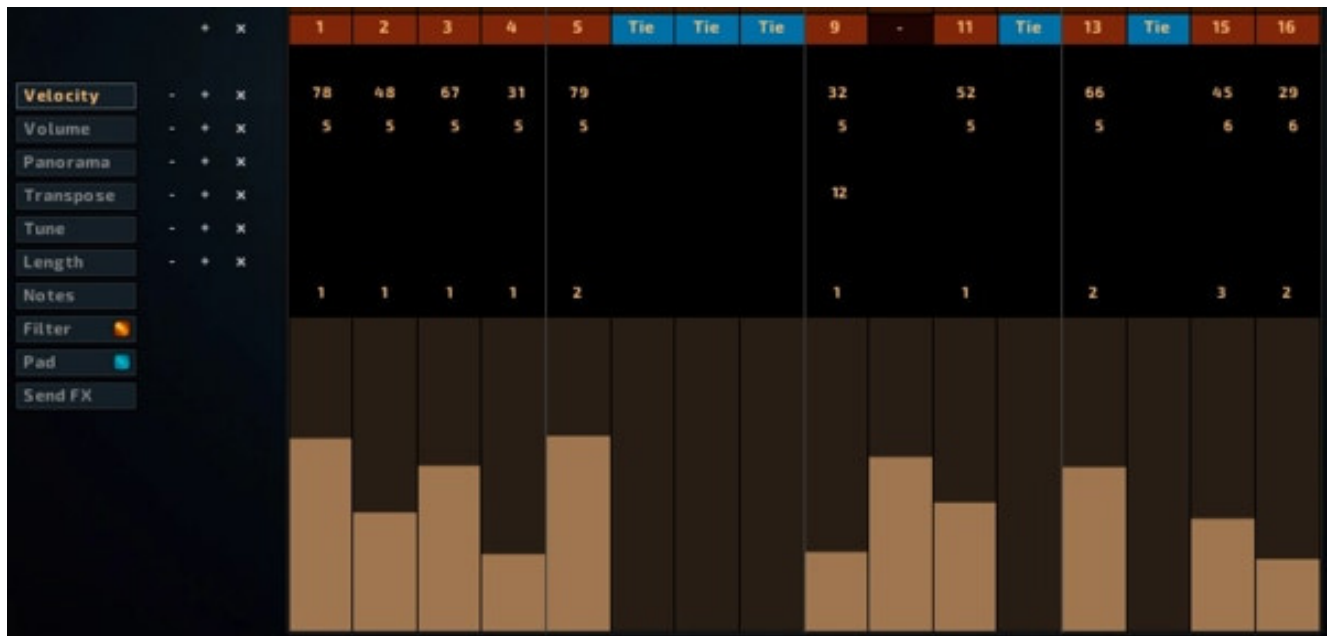 + x 1 2 3 4 5 Tie Tie Tie 9 - 11 Tie 13 Tie 15 16
Velocity - + x 78 48 67 31 79 32 52 66 45 29
Volume - + x 5 5 5 5 5 5 5 5 6 6
Panorama - + x
Transpose - + x 12
Tune - + x
Length - + x
Notes 1 1 1 1 2 1 1 2 3 2
Filter
Pad
Send FX